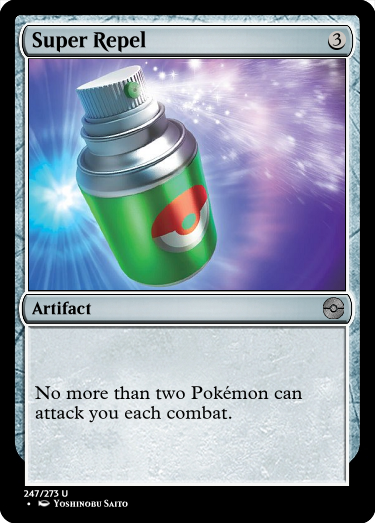 Super Repel 3
Artifact
No more than two Pokémon can
attack you each combat.
247/273 U
• Yoshinobu Saito